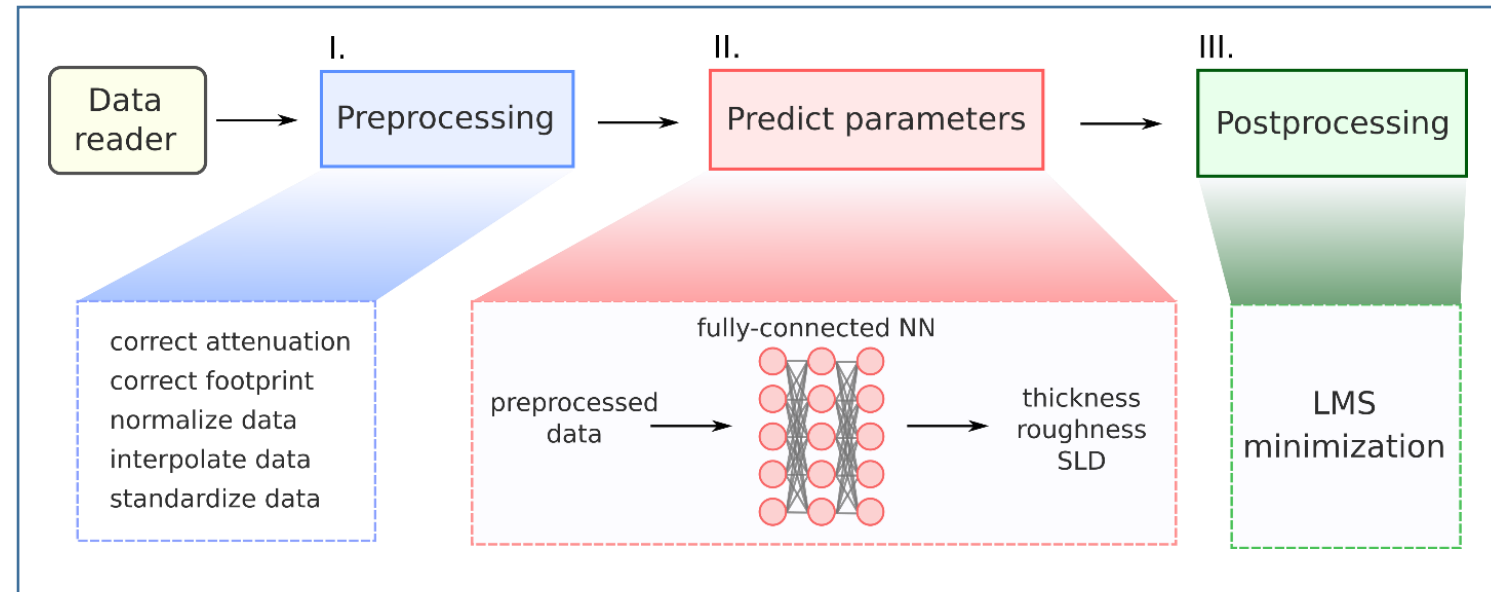 I.
II.
III.
Data
reader
Preprocessing
Predict parameters
Postprocessing
correct attenuation
correct footprint
normalize data
interpolate data
standardize data
fully-connected NN
preprocessed
data
thickness
roughness
SLD
LMS
minimization